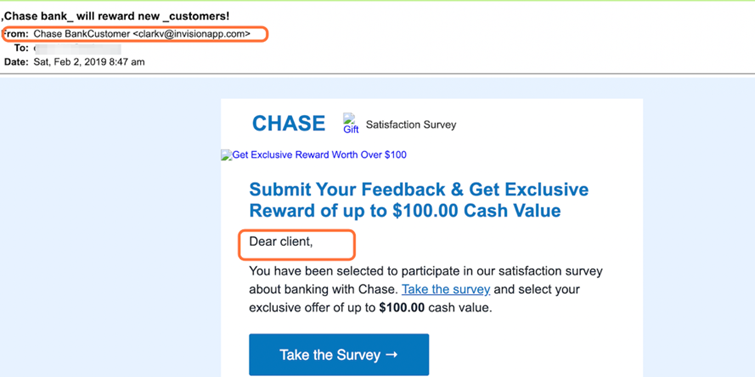 ,Chase bank_ will reward new _customers!
From: Chase BankCustomer <clarkv@invisionapp.com>
To:
Date: Sat, Feb 2, 2019 8:47 am
CHASE Gift Satisfaction Survey
Get Exclusive Reward Worth Over $100
Submit Your Feedback & Get Exclusive
Reward of up to $100.00 Cash Value
Dear client,
You have been selected to participate in our satisfaction survey
about banking with Chase. Take the survey and select your
exclusive offer of up to $100.00 cash value.
Take the Survey →